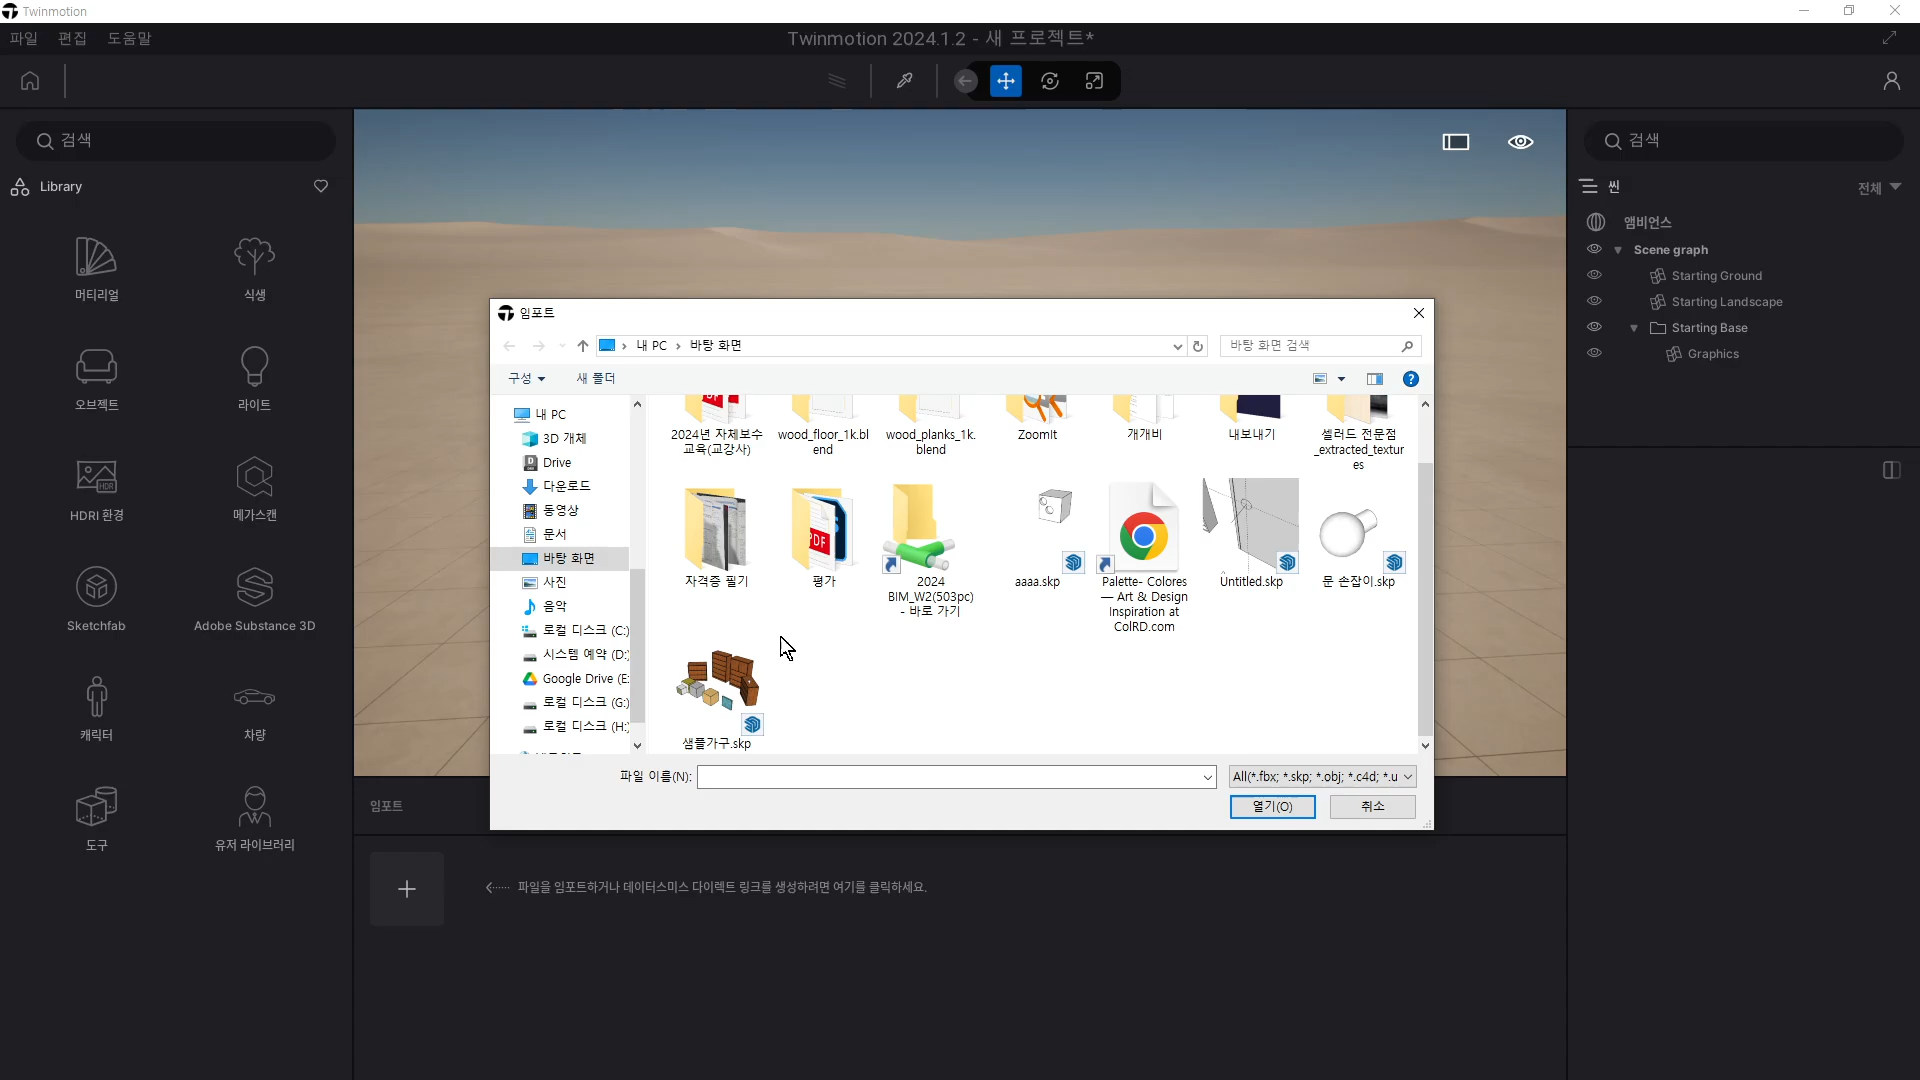 Twinmotion
파일 편집 도움말
Twinmotion 2024.1.2 - 새 프로젝트*
검색
Library
머티리얼
식생
오브젝트
라이트
HDRI 환경
메가스캔
Sketchfab
Adobe Substance 3D
캐릭터
차량
도구
유저 라이브러리
검색
씬
전체
앰비언스
Scene graph
Starting Ground
Starting Landscape
Starting Base
Graphics
임포트
내 PC › 바탕 화면
바탕 화면 검색
구성
새 폴더
내 PC
3D 개체
Drive
다운로드
동영상
문서
바탕 화면
사진
음악
로컬 디스크 (C:)
시스템 예약 (D:)
Google Drive (E:
로컬 디스크 (G:)
로컬 디스크 (H:)
2024년 자체보수
교육(교강사)
wood_floor_1k.bl
end
wood_planks_1k.
blend
ZoomIt
개개비
내보내기
셀러드 전문점
_extracted_textur
es
자격증 필기
평가
2024
BIM_W2(503pc)
- 바로 가기
aaaa.skp
Palette- Colores
— Art & Design
Inspiration at
ColRD.com
Untitled.skp
문 손잡이.skp
샘플가구.skp
파일 이름(N):
All(*.fbx; *.skp; *.obj; *.c4d; *.u
열기(O)
취소
임포트
파일을 임포트하거나 데이터스미스 다이렉트 링크를 생성하려면 여기를 클릭하세요.